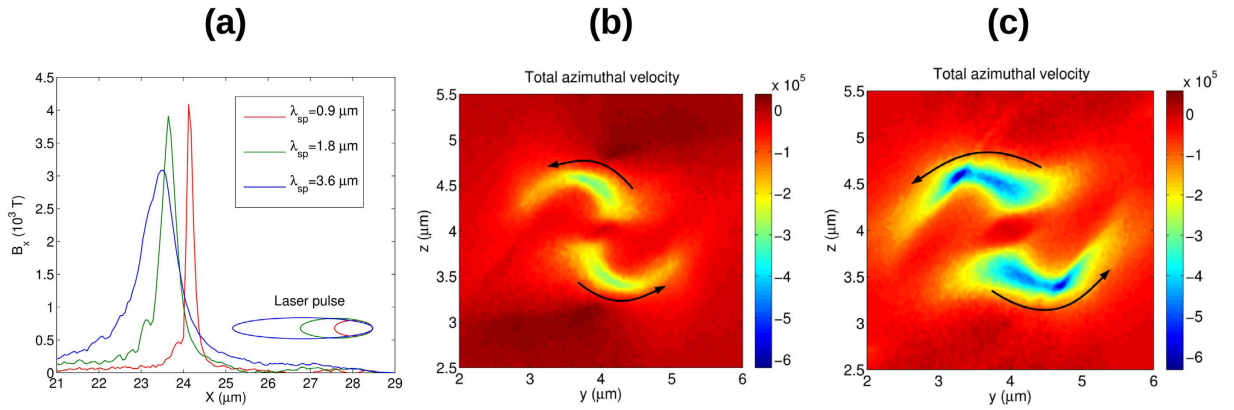 (a)
(b)
(c)
4.5
4
3.5
3
2.5
2
1.5
1
0.5
0
B_x (10^3 T)
λ_sp=0.9 μm
λ_sp=1.8 μm
λ_sp=3.6 μm
Laser pulse
21 22 23 24 25 26 27 28 29
X (μm)
Total azimuthal velocity
x 10^5
5.5
5
4.5
4
3.5
3
2.5
z (μm)
2 3 4 5 6
y (μm)
0
−1
−2
−3
−4
−5
−6
Total azimuthal velocity
x 10^5
5.5
5
4.5
4
3.5
3
2.5
z (μm)
2 3 4 5 6
y (μm)
0
−1
−2
−3
−4
−5
−6